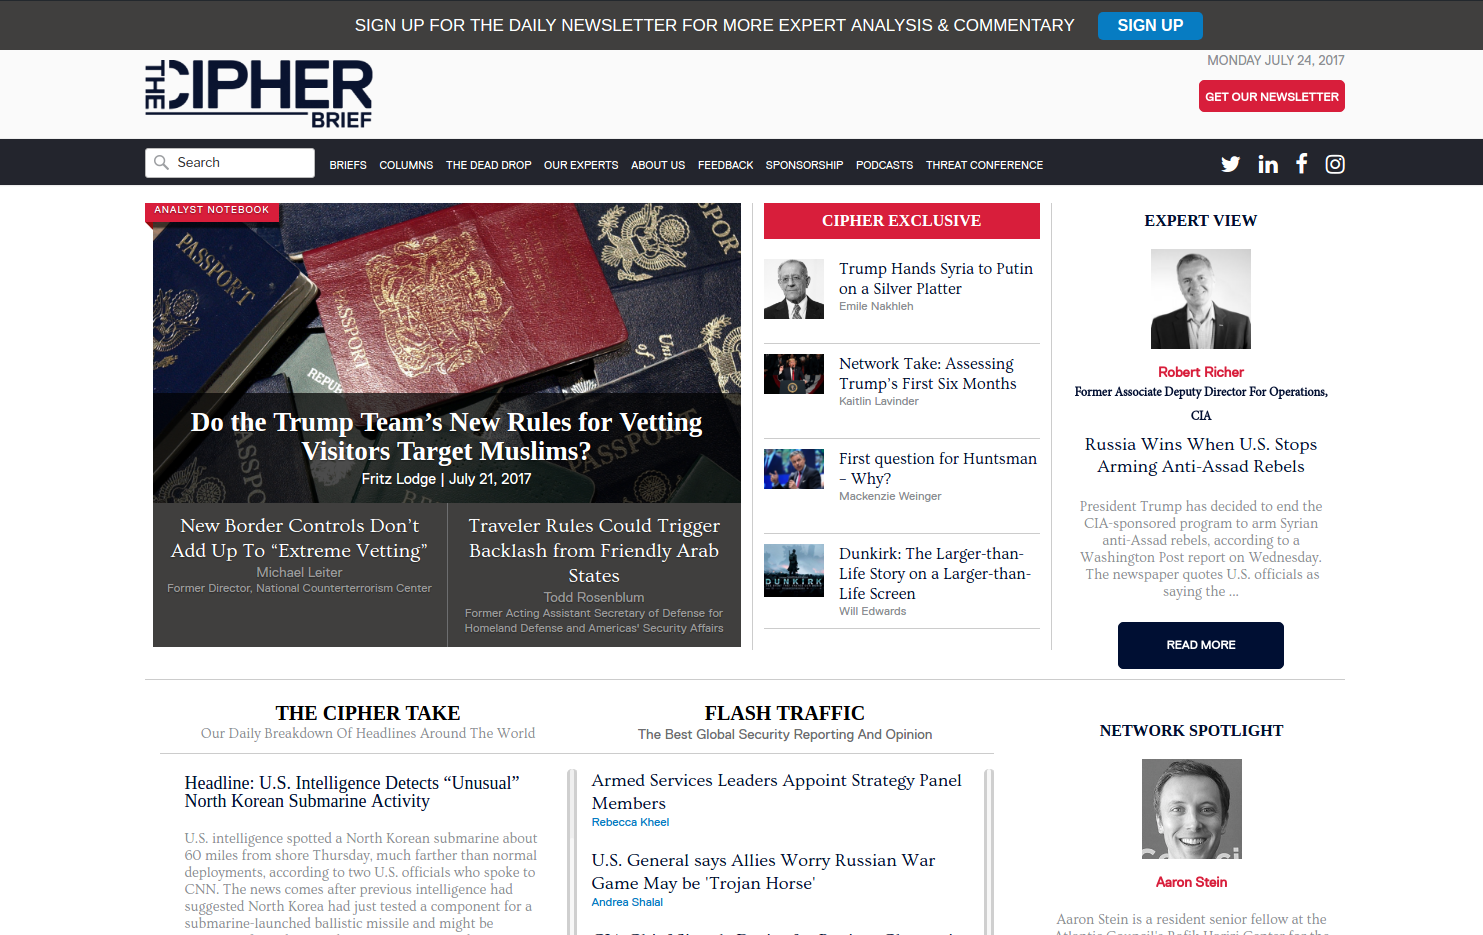 SIGN UP FOR THE DAILY NEWSLETTER FOR MORE EXPERT ANALYSIS & COMMENTARY
SIGN UP
THE CIPHER
BRIEF
MONDAY JULY 24, 2017
GET OUR NEWSLETTER
Search
BRIEFS COLUMNS THE DEAD DROP OUR EXPERTS ABOUT US FEEDBACK SPONSORSHIP PODCASTS THREAT CONFERENCE
ANALYST NOTEBOOK
PASSPORT
Do the Trump Team's New Rules for Vetting
Visitors Target Muslims?
Fritz Lodge | July 21, 2017
New Border Controls Don't
Add Up To “Extreme Vetting”
Michael Leiter
Former Director, National Counterterrorism Center
Traveler Rules Could Trigger
Backlash from Friendly Arab
States
Todd Rosenblum
Former Acting Assistant Secretary of Defense for
Homeland Defense and Americas' Security Affairs
CIPHER EXCLUSIVE
Trump Hands Syria to Putin
on a Silver Platter
Emile Nakhleh
Network Take: Assessing
Trump's First Six Months
Kaitlin Lavinder
First question for Huntsman
– Why?
Mackenzie Weinger
DUNKIRK
Dunkirk: The Larger-than-
Life Story on a Larger-than-
Life Screen
Will Edwards
EXPERT VIEW
Robert Richer
Former Associate Deputy Director For Operations,
CIA
Russia Wins When U.S. Stops
Arming Anti-Assad Rebels
President Trump has decided to end the
CIA-sponsored program to arm Syrian
anti-Assad rebels, according to a
Washington Post report on Wednesday.
The newspaper quotes U.S. officials as
saying the ...
READ MORE
THE CIPHER TAKE
Our Daily Breakdown Of Headlines Around The World
Headline: U.S. Intelligence Detects “Unusual”
North Korean Submarine Activity
U.S. intelligence spotted a North Korean submarine about
60 miles from shore Thursday, much farther than normal
deployments, according to two U.S. officials who spoke to
CNN. The news comes after previous intelligence had
suggested North Korea had just tested a component for a
submarine-launched ballistic missile and might be
FLASH TRAFFIC
The Best Global Security Reporting And Opinion
Armed Services Leaders Appoint Strategy Panel
Members
Rebecca Kheel
U.S. General says Allies Worry Russian War
Game May be 'Trojan Horse'
Andrea Shalal
NETWORK SPOTLIGHT
Aaron Stein
Aaron Stein is a resident senior fellow at the